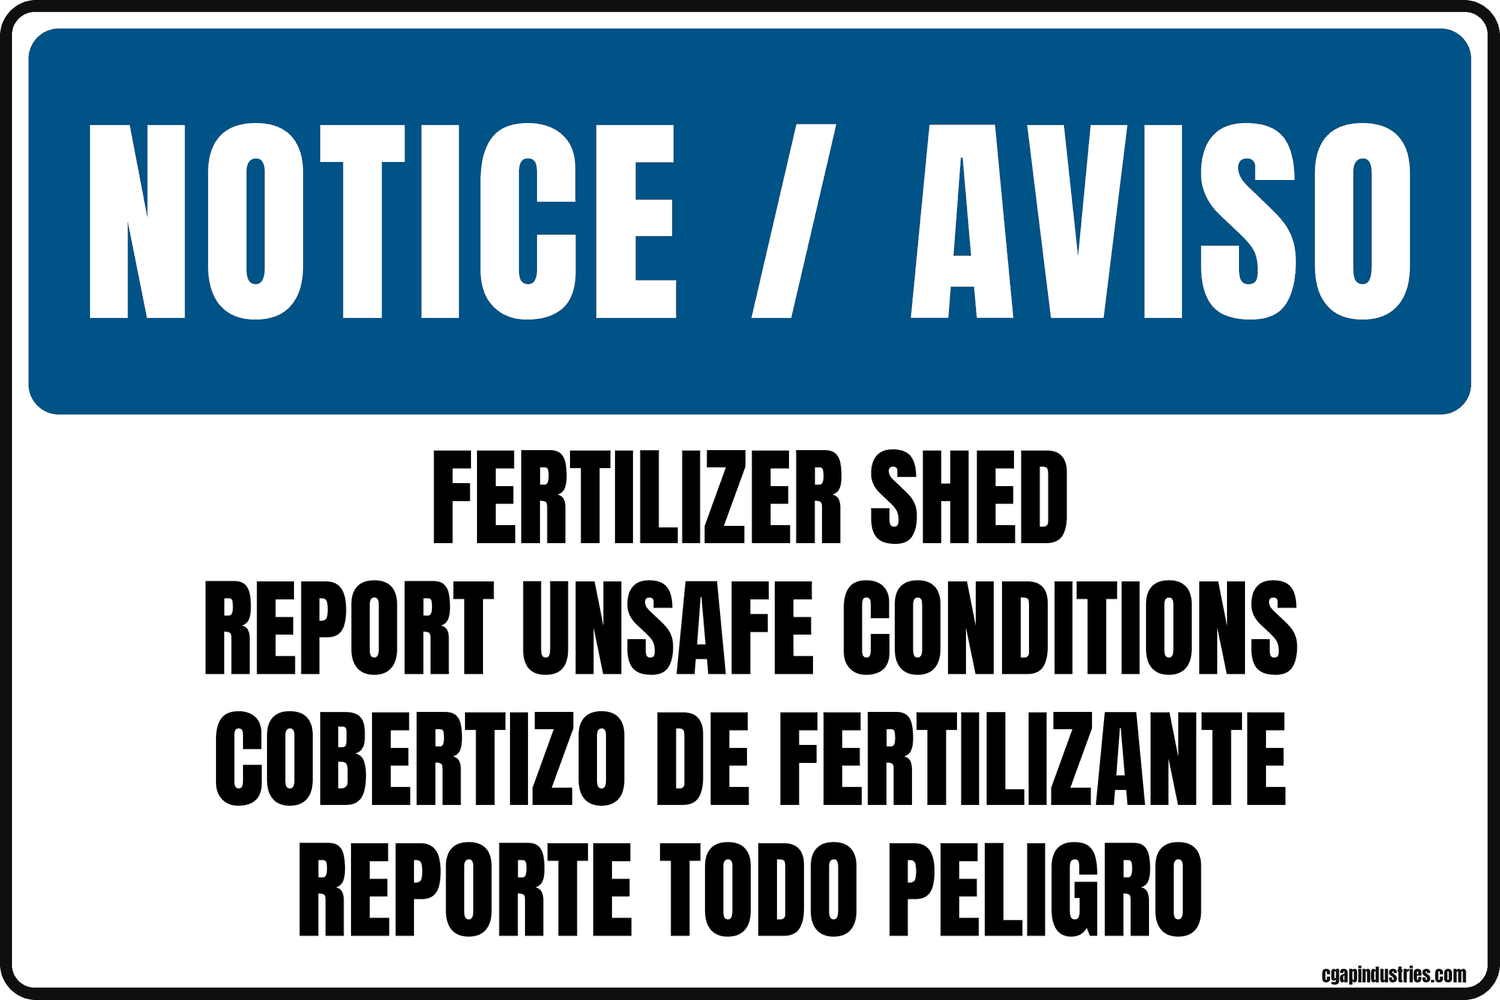 NOTICE / AVISO
FERTILIZER SHED
REPORT UNSAFE CONDITIONS
COBERTIZO DE FERTILIZANTE
REPORTE TODO PELIGRO
cgapindustries.com